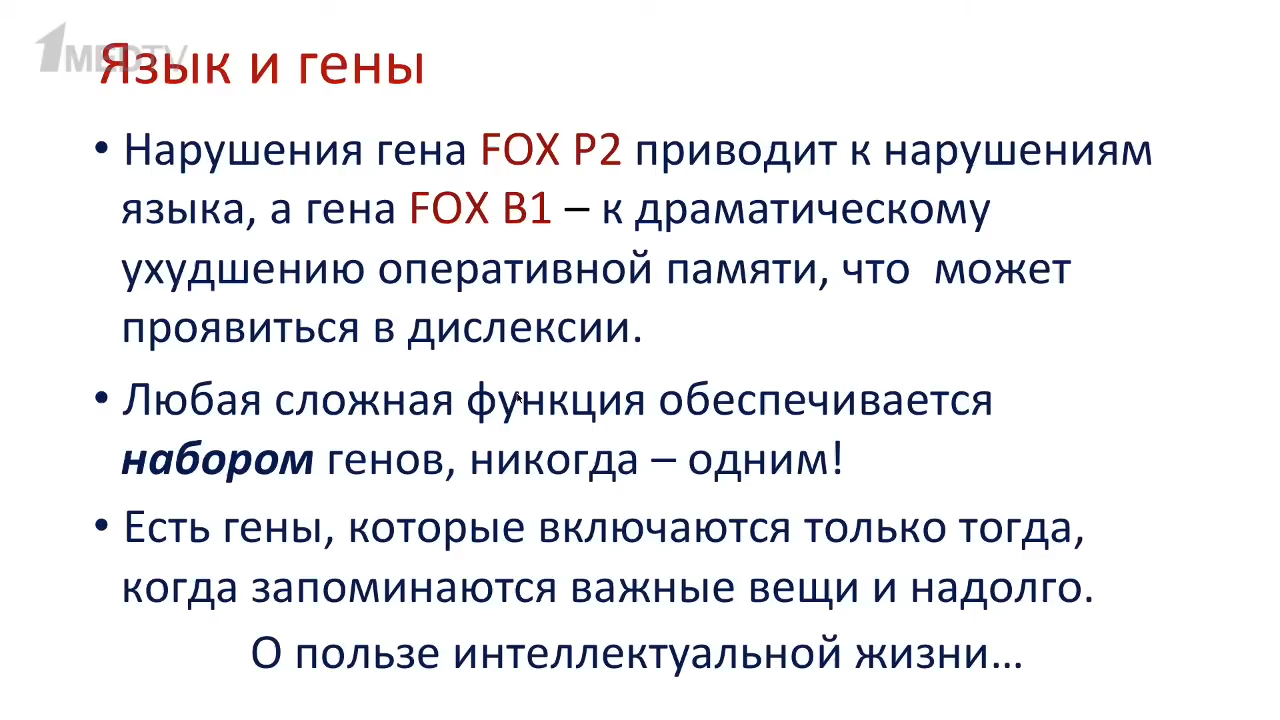 1МЕDTV
Язык и гены
• Нарушения гена FOX P2 приводит к нарушениям
языка, а гена FOX B1 – к драматическому
ухудшению оперативной памяти, что может
проявиться в дислексии.
• Любая сложная функция обеспечивается
набором генов, никогда – одним!
• Есть гены, которые включаются только тогда,
когда запоминаются важные вещи и надолго.
О пользе интеллектуальной жизни…